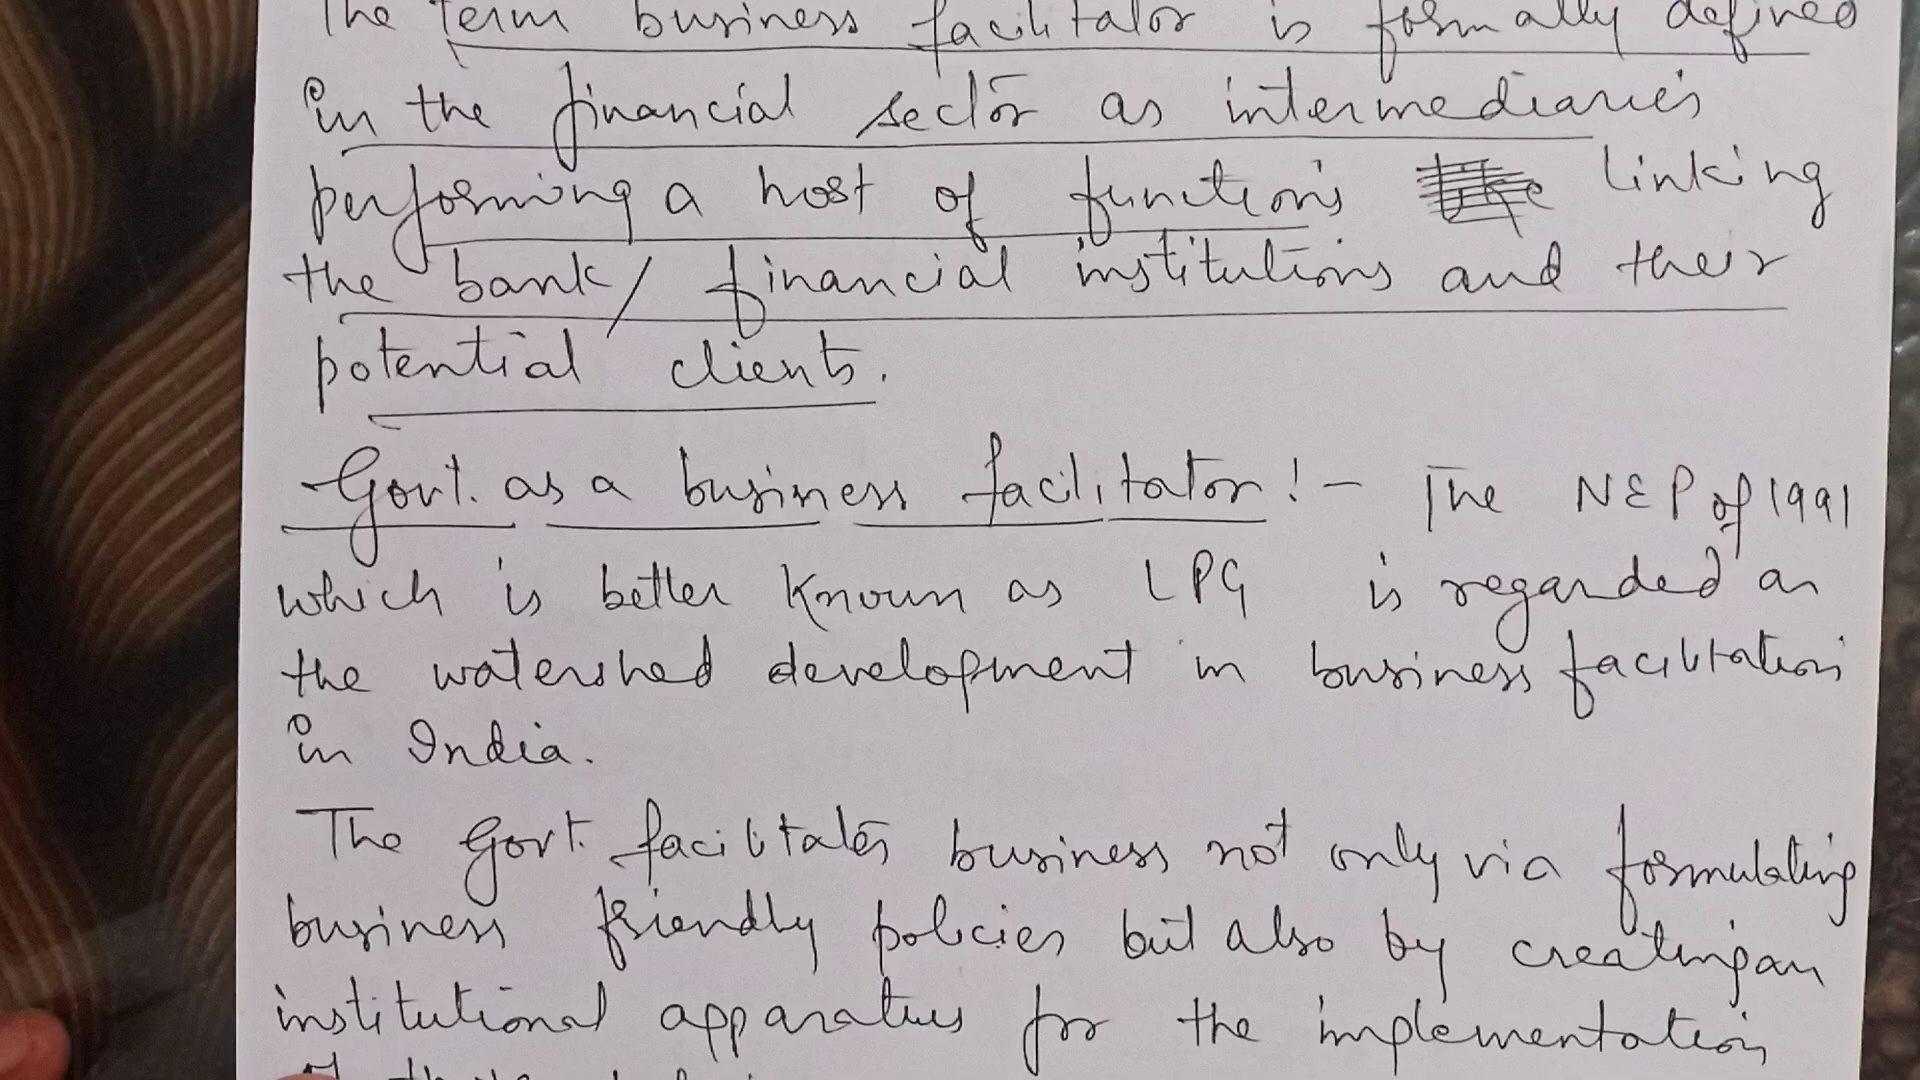 The term business facilitator is formally defined
in the financial sector as intermediaries
performing a host of functions linking
the bank/ financial institutions and their
potential clients.
Govt. as a business facilitator :- The NEP of 1991
which is better known as LPG is regarded as
the watershed development in business facilitation
in India.
The Govt. facilitates business not only via formulating
business friendly policies but also by creating an
institutional apparatus for the implementation